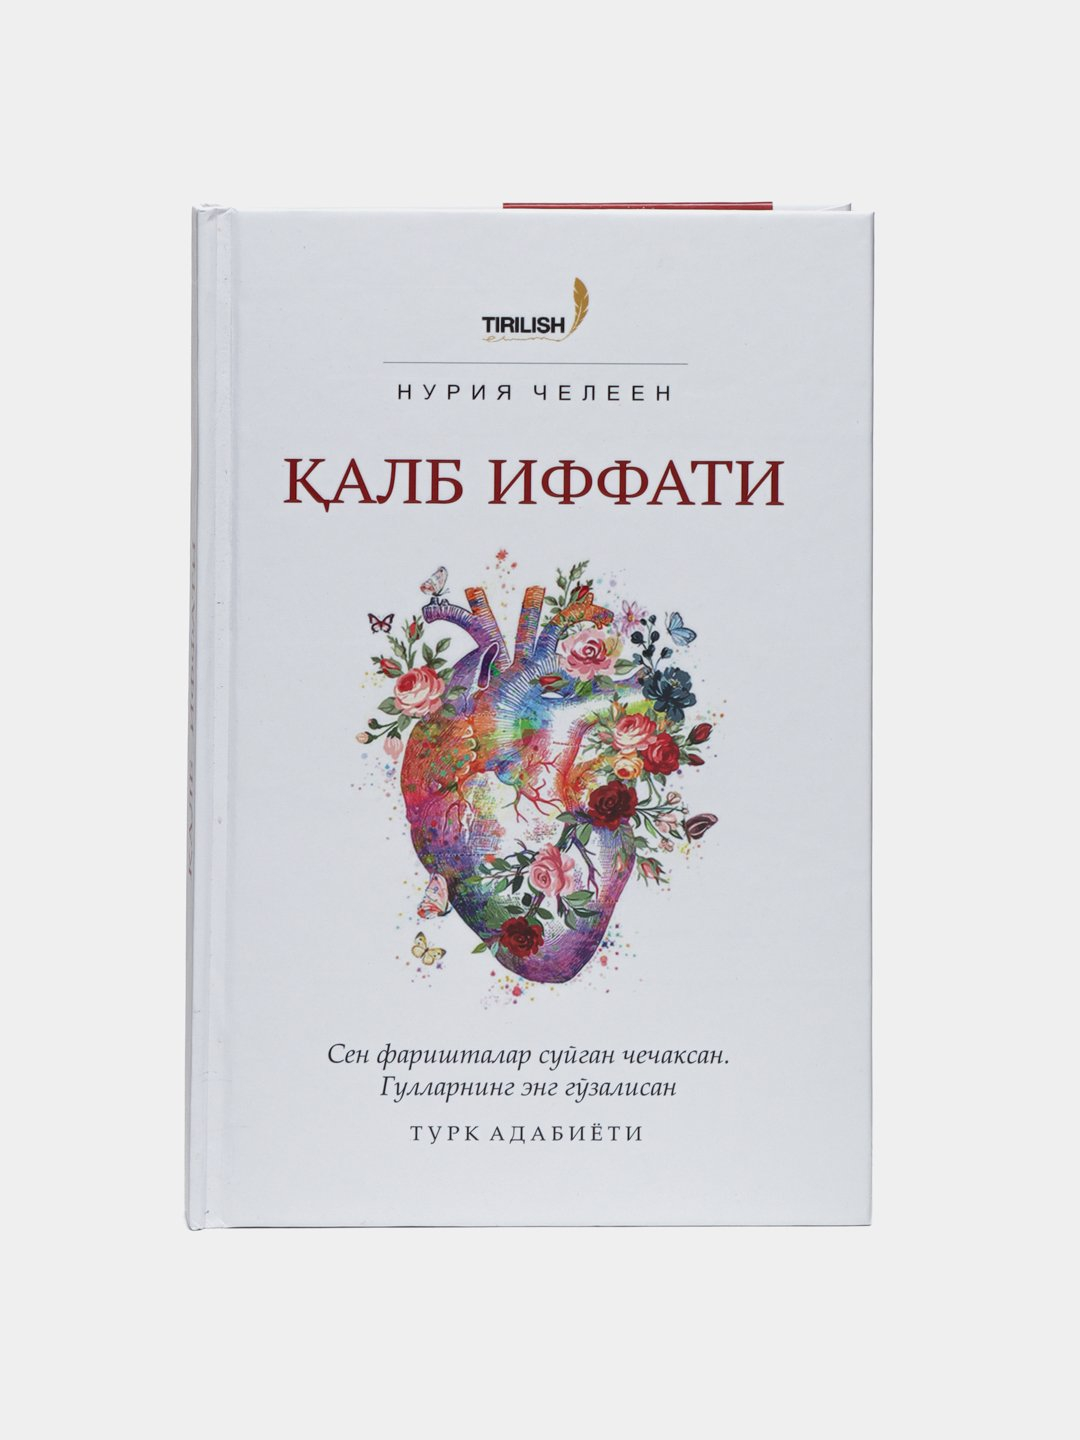 TIRILISH
НУРИЯ ЧЕЛЕЕН
ҚАЛБ ИФФАТИ
Сен фаришталар суйган чечаксан.
Гулларнинг энг гўзалисан
ТУРК АДАБИЁТИ